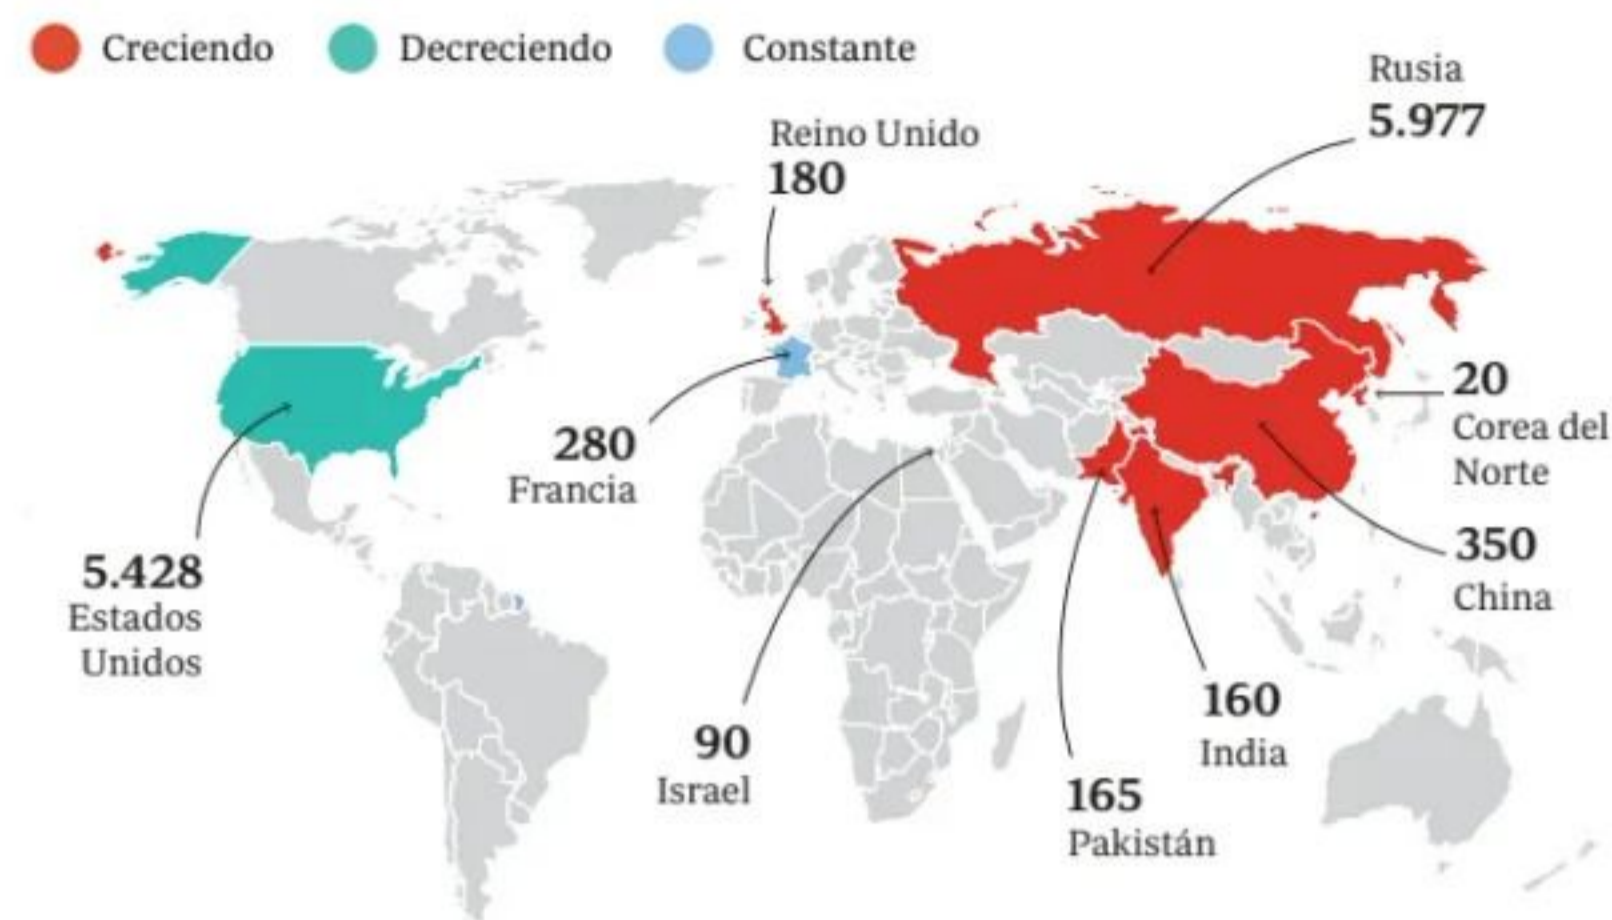 Creciendo
Decreciendo
Constante
Rusia
5.977
Reino Unido
180
20
Corea del
Norte
280
Francia
350
China
5.428
Estados
Unidos
160
India
90
Israel
165
Pakistán